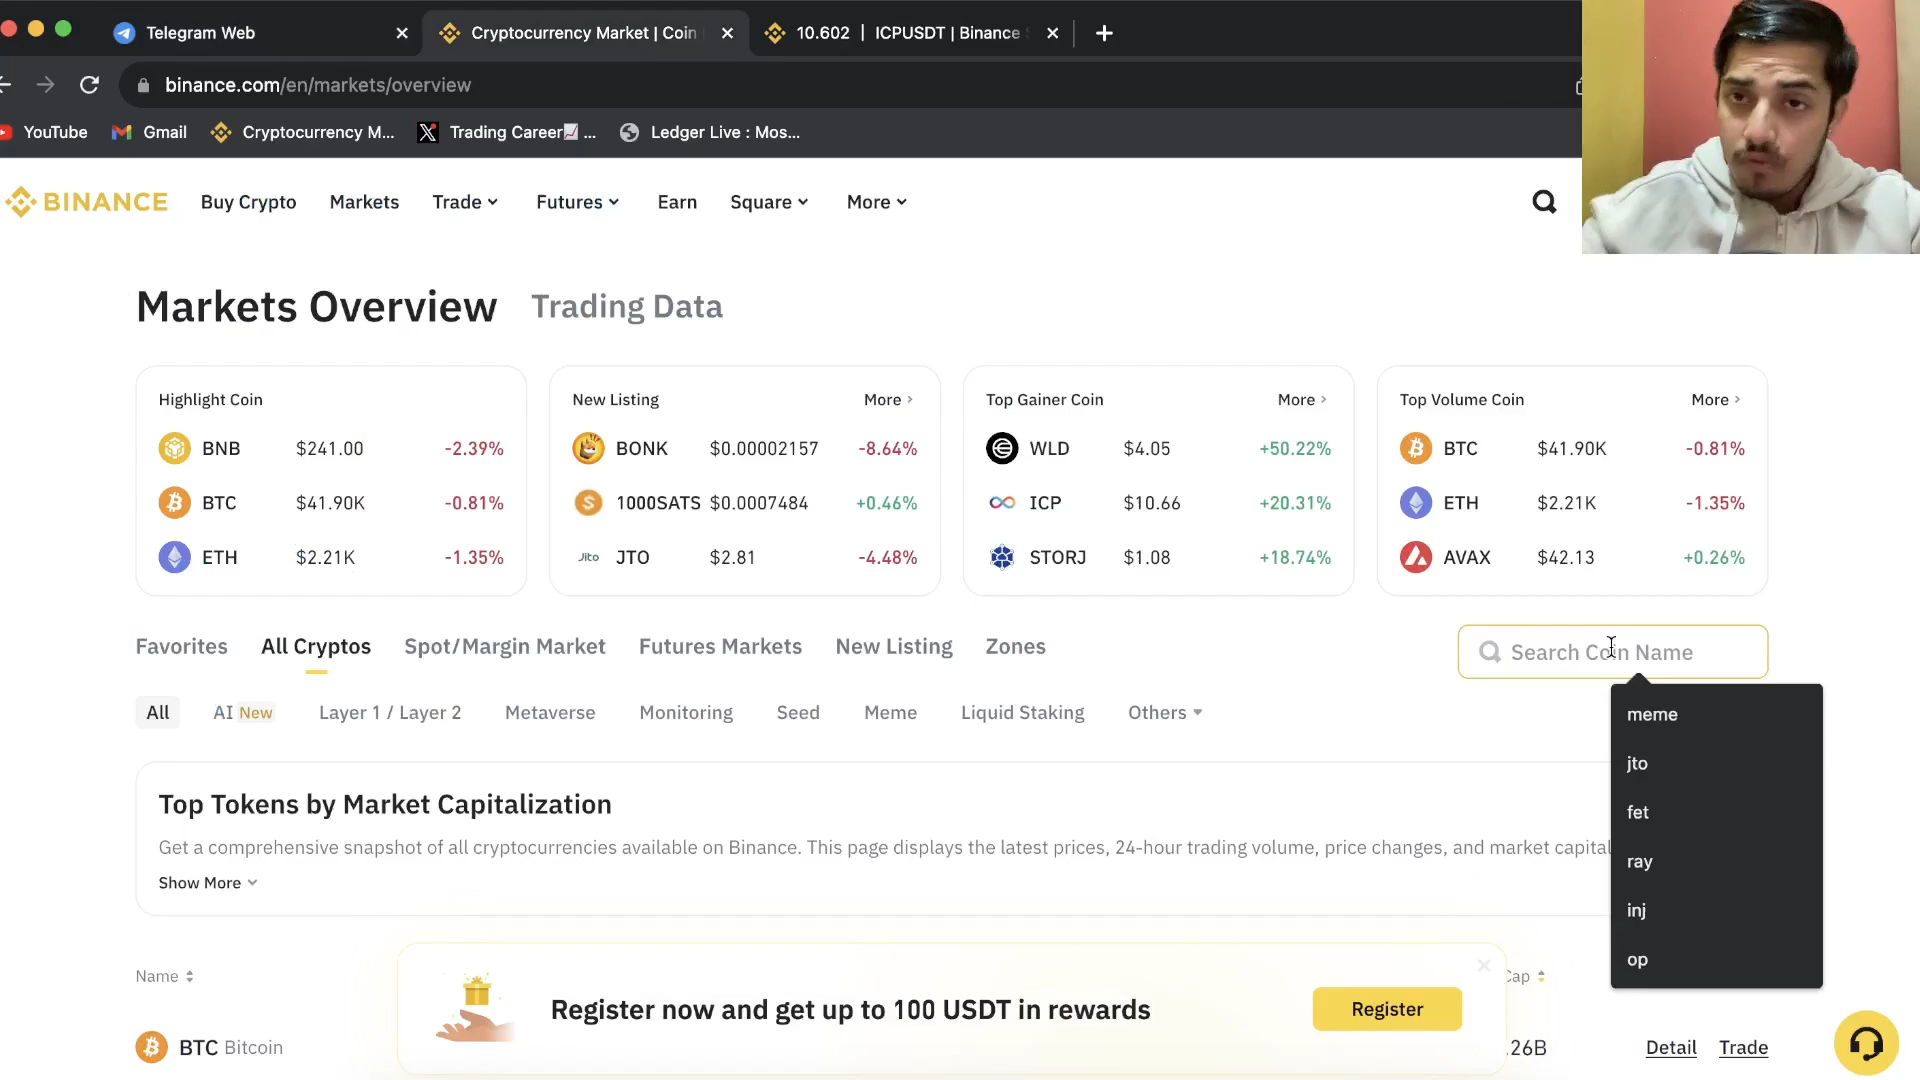 Telegram Web
Cryptocurrency Market | Coin
10.602 | ICPUSDT | Binance
binance.com/en/markets/overview
YouTube Gmail Cryptocurrency M... Trading Career📈 ... Ledger Live : Mos...
BINANCE Buy Crypto Markets Trade Futures Earn Square More
Markets Overview Trading Data
Highlight Coin
BNB $241.00 -2.39%
BTC $41.90K -0.81%
ETH $2.21K -1.35%
New Listing More
BONK $0.00002157 -8.64%
1000SATS $0.0007484 +0.46%
Jito JTO $2.81 -4.48%
Top Gainer Coin More
WLD $4.05 +50.22%
ICP $10.66 +20.31%
STORJ $1.08 +18.74%
Top Volume Coin More
BTC $41.90K -0.81%
ETH $2.21K -1.35%
AVAX $42.13 +0.26%
Favorites All Cryptos Spot/Margin Market Futures Markets New Listing Zones
Search Coin Name
All AI New Layer 1 / Layer 2 Metaverse Monitoring Seed Meme Liquid Staking Others
meme
jto
fet
ray
inj
op
Top Tokens by Market Capitalization
Get a comprehensive snapshot of all cryptocurrencies available on Binance. This page displays the latest prices, 24-hour trading volume, price changes, and market capital
Show More
Name Cap
Register now and get up to 100 USDT in rewards Register
BTC Bitcoin .26B Detail Trade